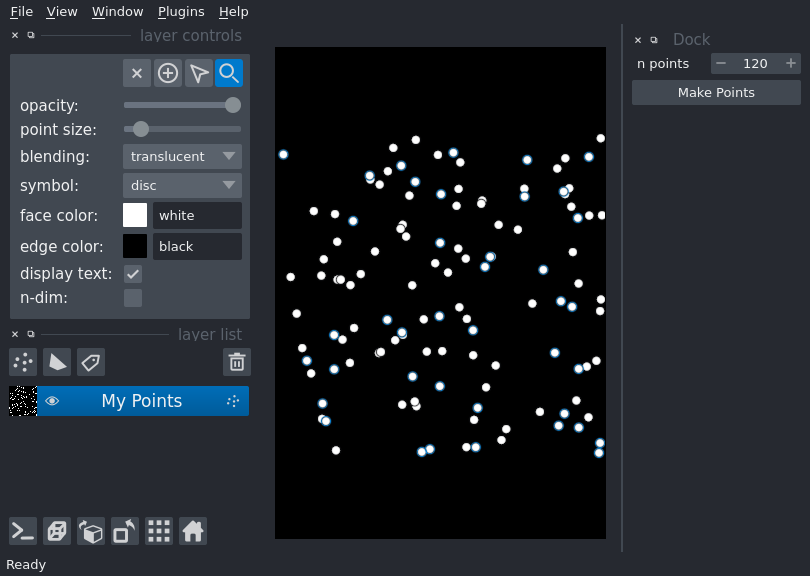 File View Window Plugins Help
layer controls
opacity:
point size:
blending: translucent
symbol: disc
face color: white
edge color: black
display text:
n-dim:
layer list
My Points
Ready
Dock
n points 120
Make Points